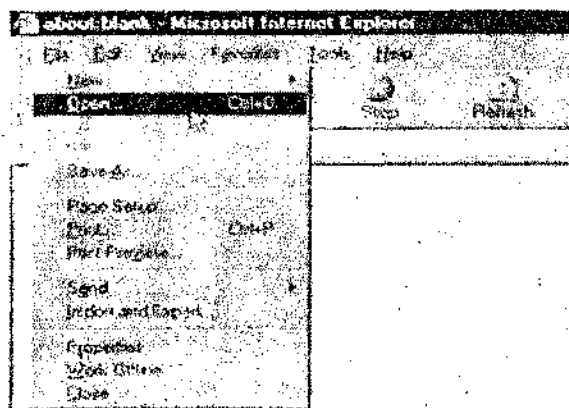 about:blank - Microsoft Internet Explorer
File Edit View Favorites Tools Help
New
Open... Ctrl+O
Stop Refresh
Save As...
Page Setup...
Print... Ctrl+P
Print Preview...
Send
Import and Export...
Properties
Work Offline
Close